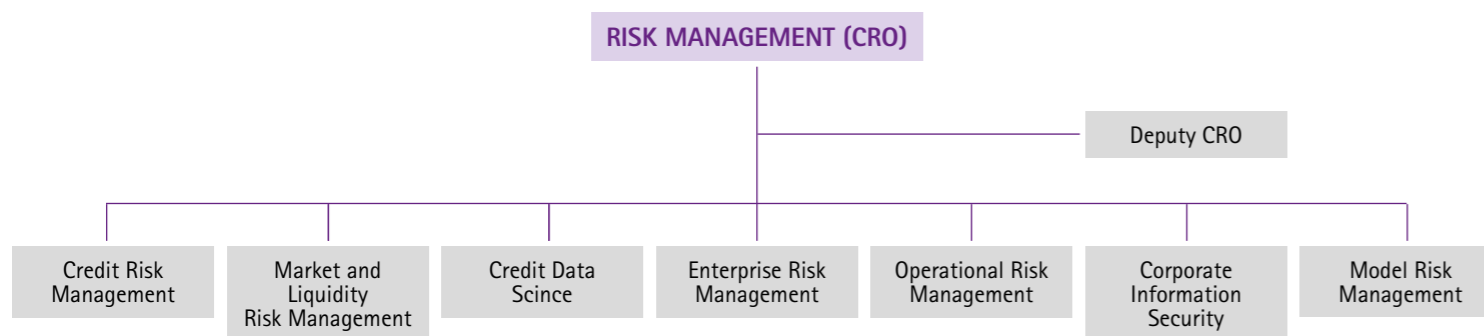 RISK MANAGEMENT (CRO)
Deputy CRO
Credit Risk
Management
Market and
Liquidity
Risk Management
Credit Data
Scince
Enterprise Risk
Management
Operational Risk
Management
Corporate
Information
Security
Model Risk
Management